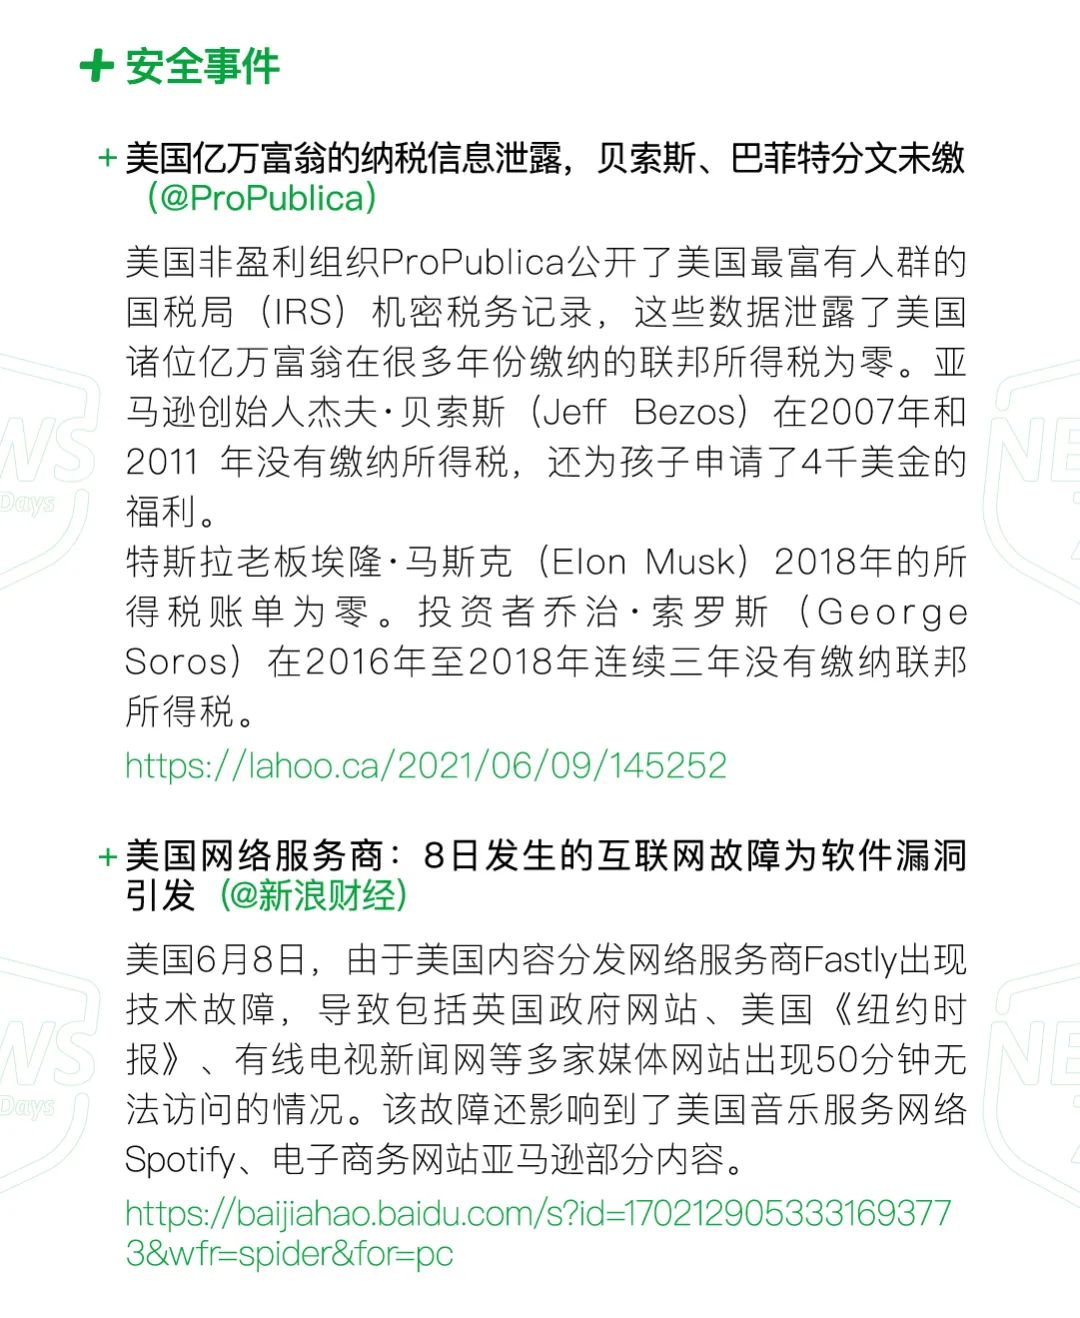 安全事件
+ 美国亿万富翁的纳税信息泄露，贝索斯、巴菲特分文未缴
（@ProPublica）
美国非盈利组织ProPublica公开了美国最富有人群的
国税局（IRS）机密税务记录，这些数据泄露了美国
诸位亿万富翁在很多年份缴纳的联邦所得税为零。亚
马逊创始人杰夫·贝索斯（Jeff Bezos）在2007年和
2011 年没有缴纳所得税，还为孩子申请了4千美金的
福利。
特斯拉老板埃隆·马斯克（Elon Musk）2018年的所
得税账单为零。投资者乔治·索罗斯（George
Soros）在2016年至2018年连续三年没有缴纳联邦
所得税。
https://lahoo.ca/2021/06/09/145252
+ 美国网络服务商：8日发生的互联网故障为软件漏洞
引发（@新浪财经）
美国6月8日，由于美国内容分发网络服务商Fastly出现
技术故障，导致包括英国政府网站、美国《纽约时
报》、有线电视新闻网等多家媒体网站出现50分钟无
法访问的情况。该故障还影响到了美国音乐服务网络
Spotify、电子商务网站亚马逊部分内容。
https://baijiahao.baidu.com/s?id=170212905333169377
3&wfr=spider&for=pc